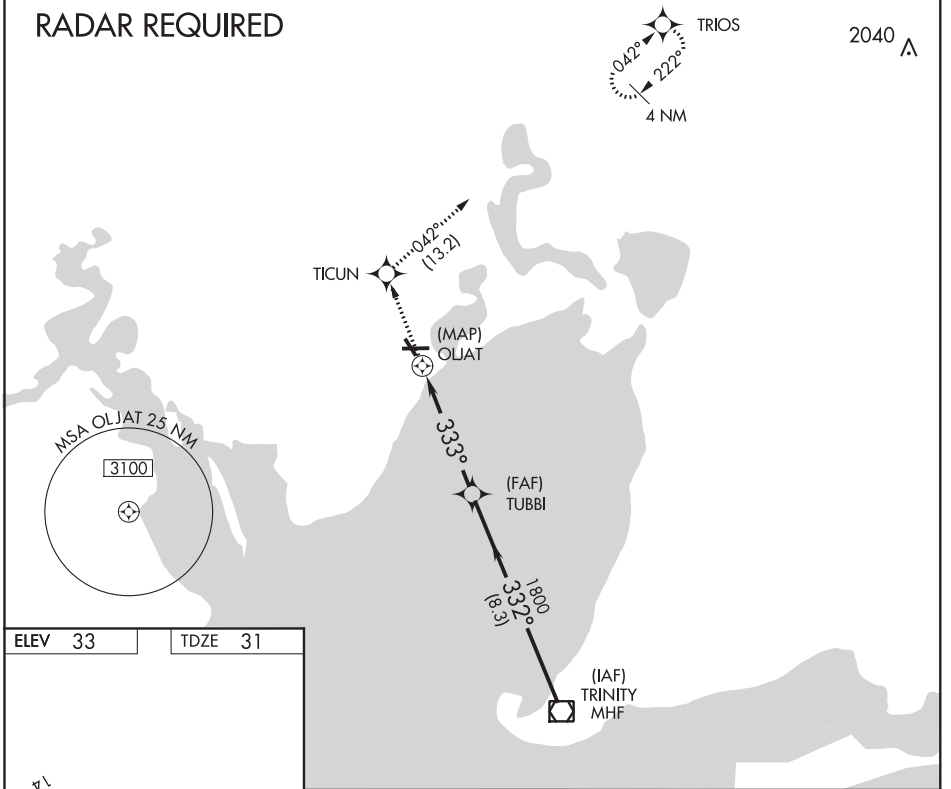 RADAR REQUIRED
TRIOS
2040
042°
222°
4 NM
042°
(13.2)
TICUN
(MAP)
OLJAT
333°
MSA OLJAT 25 NM
3100
(FAF)
TUBBI
1800
332°
(8.3)
ELEV 33
TDZE 31
(IAF)
TRINITY
MHF
14